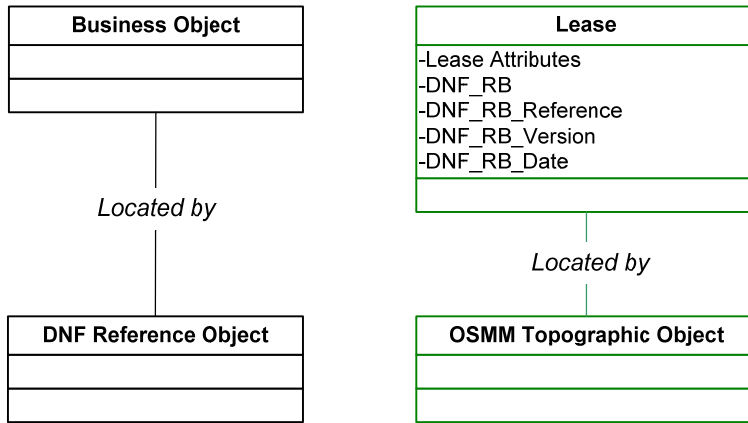 Business Object
Located by
DNF Reference Object
Lease
-Lease Attributes
-DNF_RB
-DNF_RB_Reference
-DNF_RB_Version
-DNF_RB_Date
Located by
OSMM Topographic Object